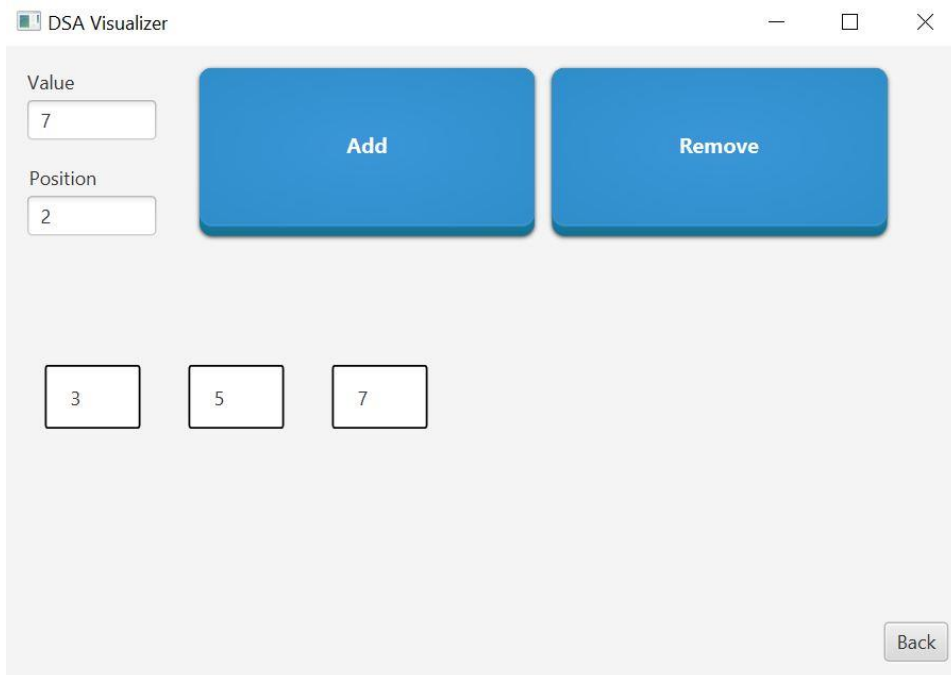 DSA Visualizer
Value
7
Add
Remove
Position
2
3 5 7
Back